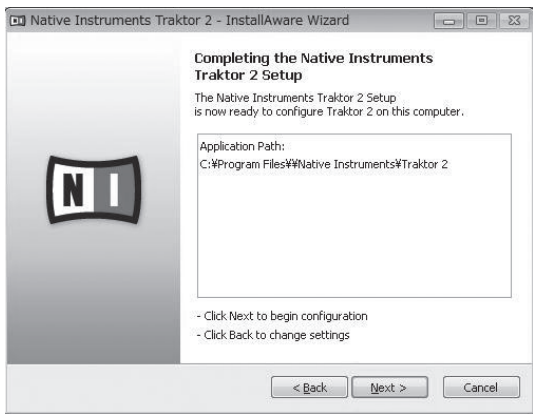 Native Instruments Traktor 2 - InstallAware Wizard
Completing the Native Instruments
Traktor 2 Setup
The Native Instruments Traktor 2 Setup
is now ready to configure Traktor 2 on this computer.
Application Path:
C:¥Program Files¥¥Native Instruments¥Traktor 2
N I
- Click Next to begin configuration
- Click Back to change settings
< Back
Next >
Cancel